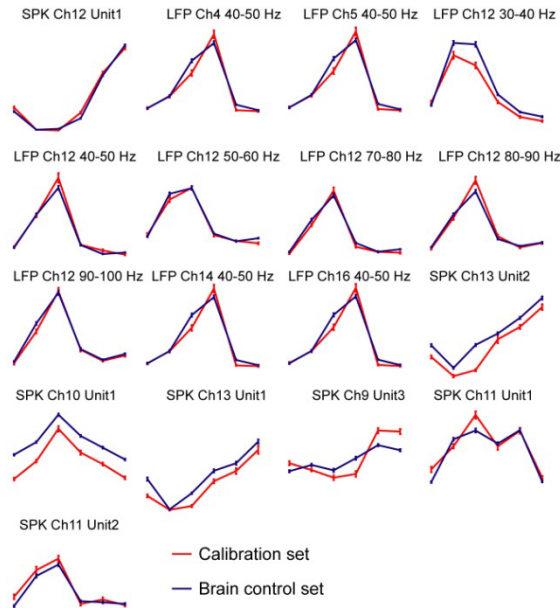 SPK Ch12 Unit1 LFP Ch4 40-50 Hz LFP Ch5 40-50 Hz LFP Ch12 30-40 Hz
LFP Ch12 40-50 Hz LFP Ch12 50-60 Hz LFP Ch12 70-80 Hz LFP Ch12 80-90 Hz
LFP Ch12 90-100 Hz LFP Ch14 40-50 Hz LFP Ch16 40-50 Hz SPK Ch13 Unit2
SPK Ch10 Unit1 SPK Ch13 Unit1 SPK Ch9 Unit3 SPK Ch11 Unit1
SPK Ch11 Unit2
Calibration set
Brain control set